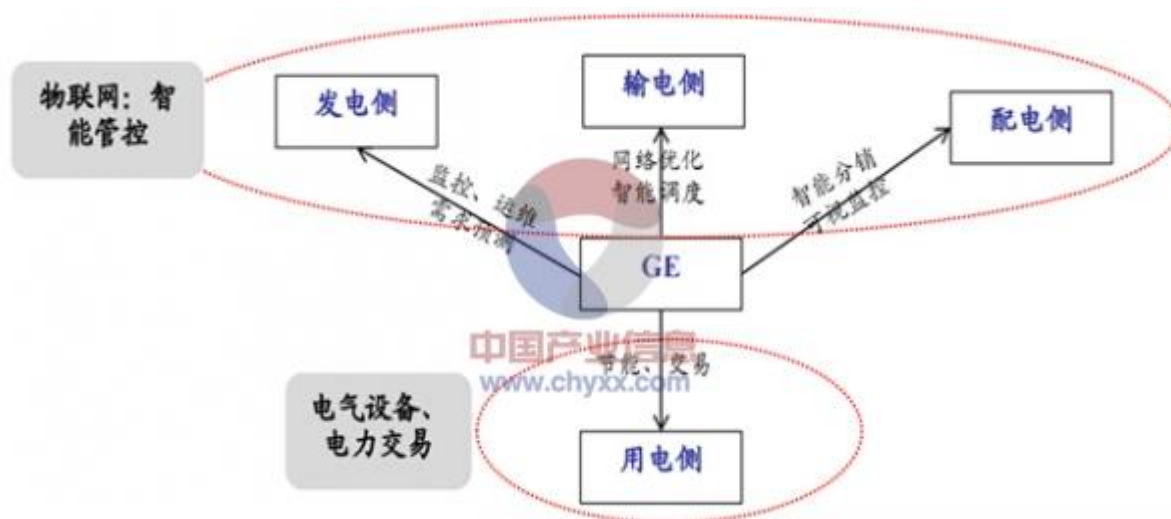 物联网：智
能管控
发电侧
输电侧
配电侧
监控、运维
需求预测
网络优化
智能调度
智能分销
可视监控
GE
中国产业信息
www.chyxx.com
节能、交易
电气设备、
电力交易
用电侧